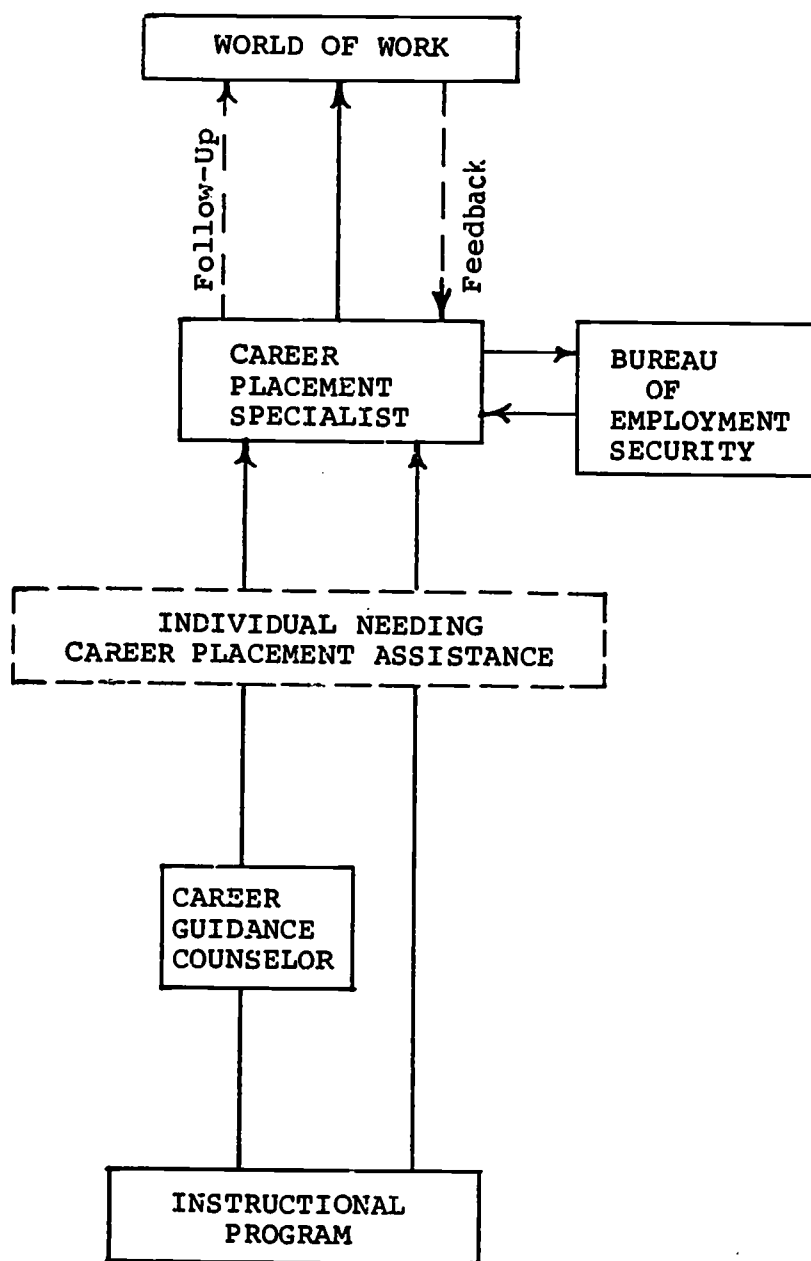 WORLD OF WORK
Follow-Up
Feedback
CAREER
PLACEMENT
SPECIALIST
BUREAU
OF
EMPLOYMENT
SECURITY
INDIVIDUAL NEEDING
CAREER PLACEMENT ASSISTANCE
CAREER
GUIDANCE
COUNSELOR
INSTRUCTIONAL
PROGRAM